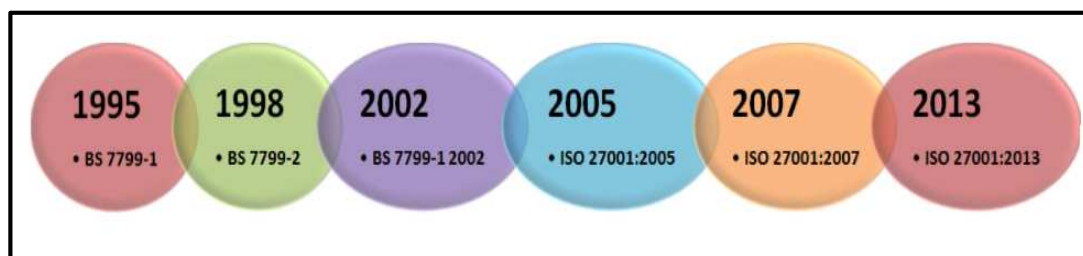 1995
• BS 7799-1
1998
• BS 7799-2
2002
• BS 7799-1 2002
2005
• ISO 27001:2005
2007
• ISO 27001:2007
2013
• ISO 27001:2013